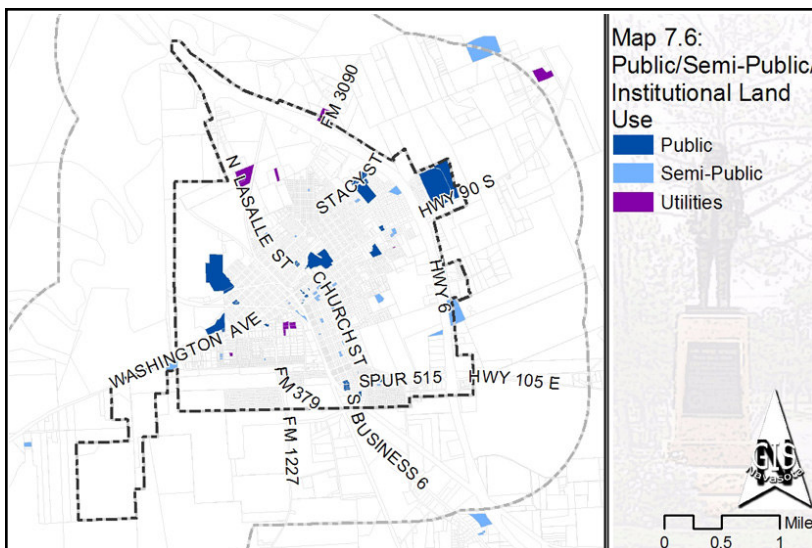 Map 7.6:
Public/Semi-Public/
Institutional Land
Use
Public
Semi-Public
Utilities
FM 3090
N LASALLE ST
STACY ST
HWY 90 S
HWY 6
CHURCH ST
WASHINGTON AVE
SPUR 515
HWY 105 E
FM 379
S BUSINESS 6
FM 1227
GIS
Navasota
Mile
0 0.5 1